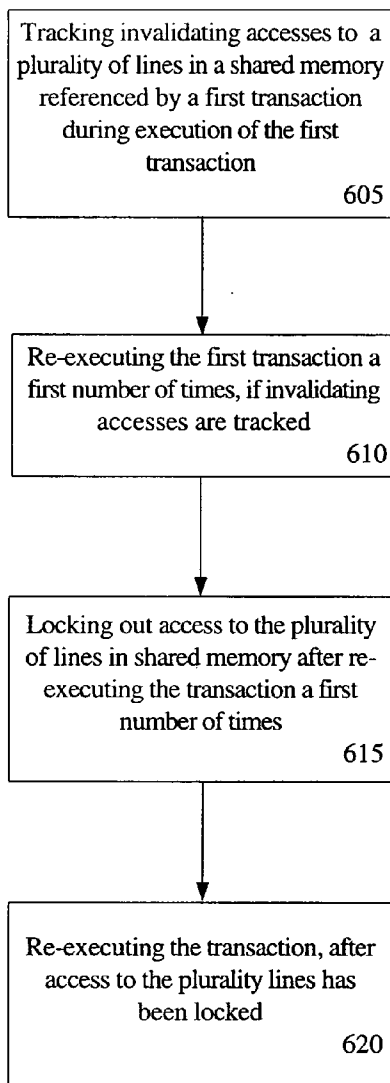 Tracking invalidating accesses to a
plurality of lines in a shared memory
referenced by a first transaction
during execution of the first
transaction
605
Re-executing the first transaction a
first number of times, if invalidating
accesses are tracked
610
Locking out access to the plurality
of lines in shared memory after re-
executing the transaction a first
number of times
615
Re-executing the transaction, after
access to the plurality lines has
been locked
620